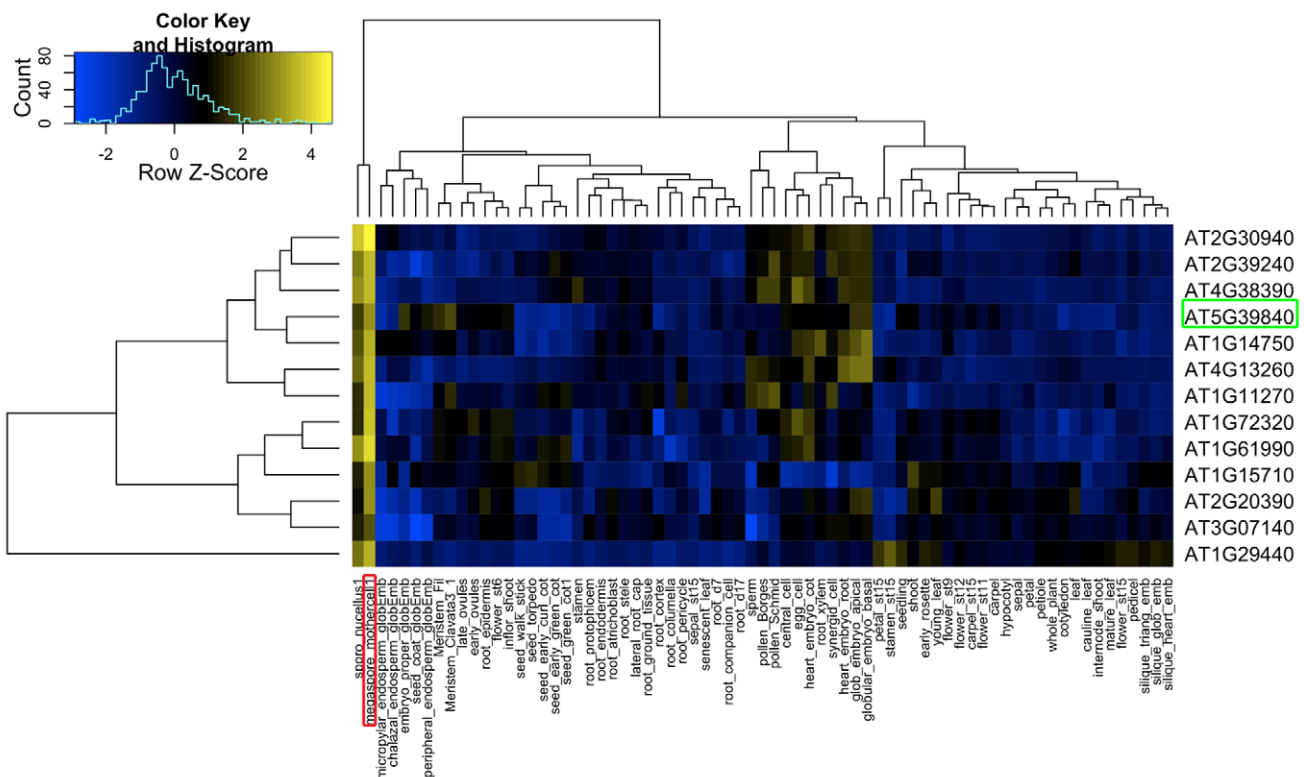 Color Key
and Histogram
Count
0 40 80
-2 0 2 4
Row Z-Score
AT2G30940
AT2G39240
AT4G38390
AT5G39840
AT1G14750
AT4G13260
AT1G11270
AT1G72320
AT1G61990
AT1G15710
AT2G20390
AT3G07140
AT1G29440
sporo_nucellus1
megaspore_mothercell1
micropylar_endosperm_globEmb
chalazal_endosperm_globEmb
embryo_proper_globEmb
seed_coat_globEmb
peripheral_endosperm_globEmb
Meristem_Fil
Meristem_Clavata1_1
late_ovules
early_ovules
root_epidermis
flower_st6
inflor_shoot
seed_walk_stick
seed_torpedo
seed_early_curl_cot
seed_early_green_cot
seed_green_cot1
stamen
root_protophloem
root_endodermis
root_atrichoblast
root_stele
lateral_root_cap
root_ground_tissue
root_cortex
root_columella
root_pericycle
sepal_st15
senescent_leaf
root_d7
root_companion_cell
root_d17
sperm
pollen_Borges
pollen_Schmid
central_cell
egg_cell
heart_embryo_cot
root_xylem
synergid_cell
heart_embryo_root
glob_embryo_apical
globular_embryo_basal
petal_st15
stamen_st15
seedling
shoot
early_rosette
young_leaf
flower_st9
flower_st12
carpel_st15
flower_st11
carpel
hypocotyl
sepal
petal
petiole
whole_plant
cotyledon
leaf
cauline_leaf
internode_shoot
mature_leaf
flower_st15
pedicel
silique_triang_emb
silique_glob_emb
silique_heart_emb